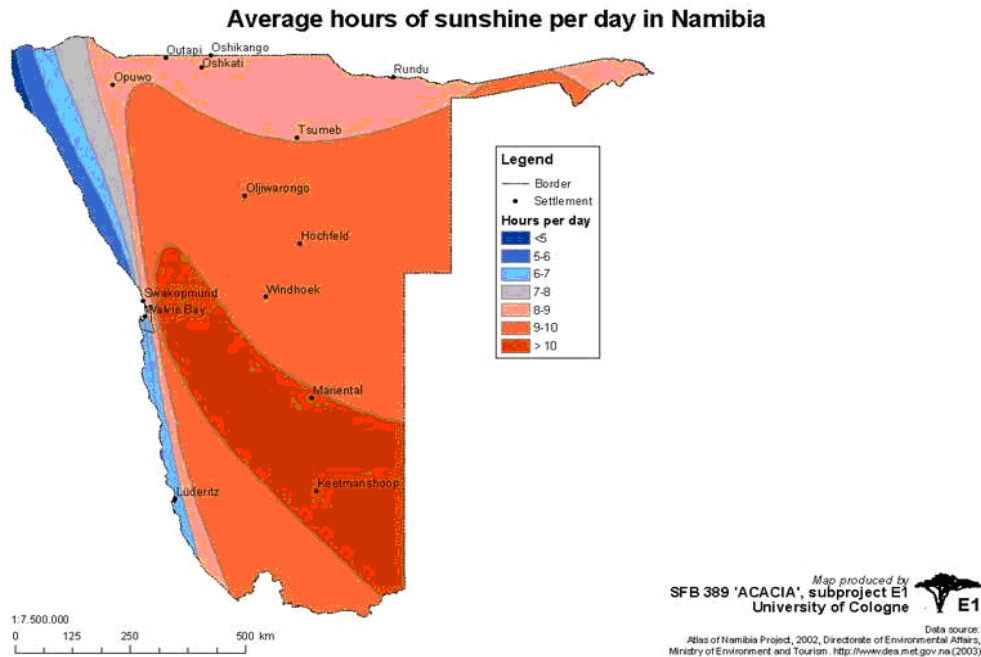 Average hours of sunshine per day in Namibia
Outapi
Oshikango
Oshkati
Opuwo
Rundu
Tsumeb
Oljiwarongo
Hochfeld
Windhoek
Swakopmund
Walvis Bay
Mariental
Keetmanshoop
Lüderitz
Legend
Border
Settlement
Hours per day
<5
5-6
6-7
7-8
8-9
9-10
> 10
1:7.500.000
0 125 250 500 km
Map produced by
SFB 389 'ACACIA', subproject E1
University of Cologne
E1
Data source:
Atlas of Namibia Project, 2002, Directorate of Environmental Affairs,
Ministry of Environment and Tourism. http://www.dea.met.gov.na (2003)